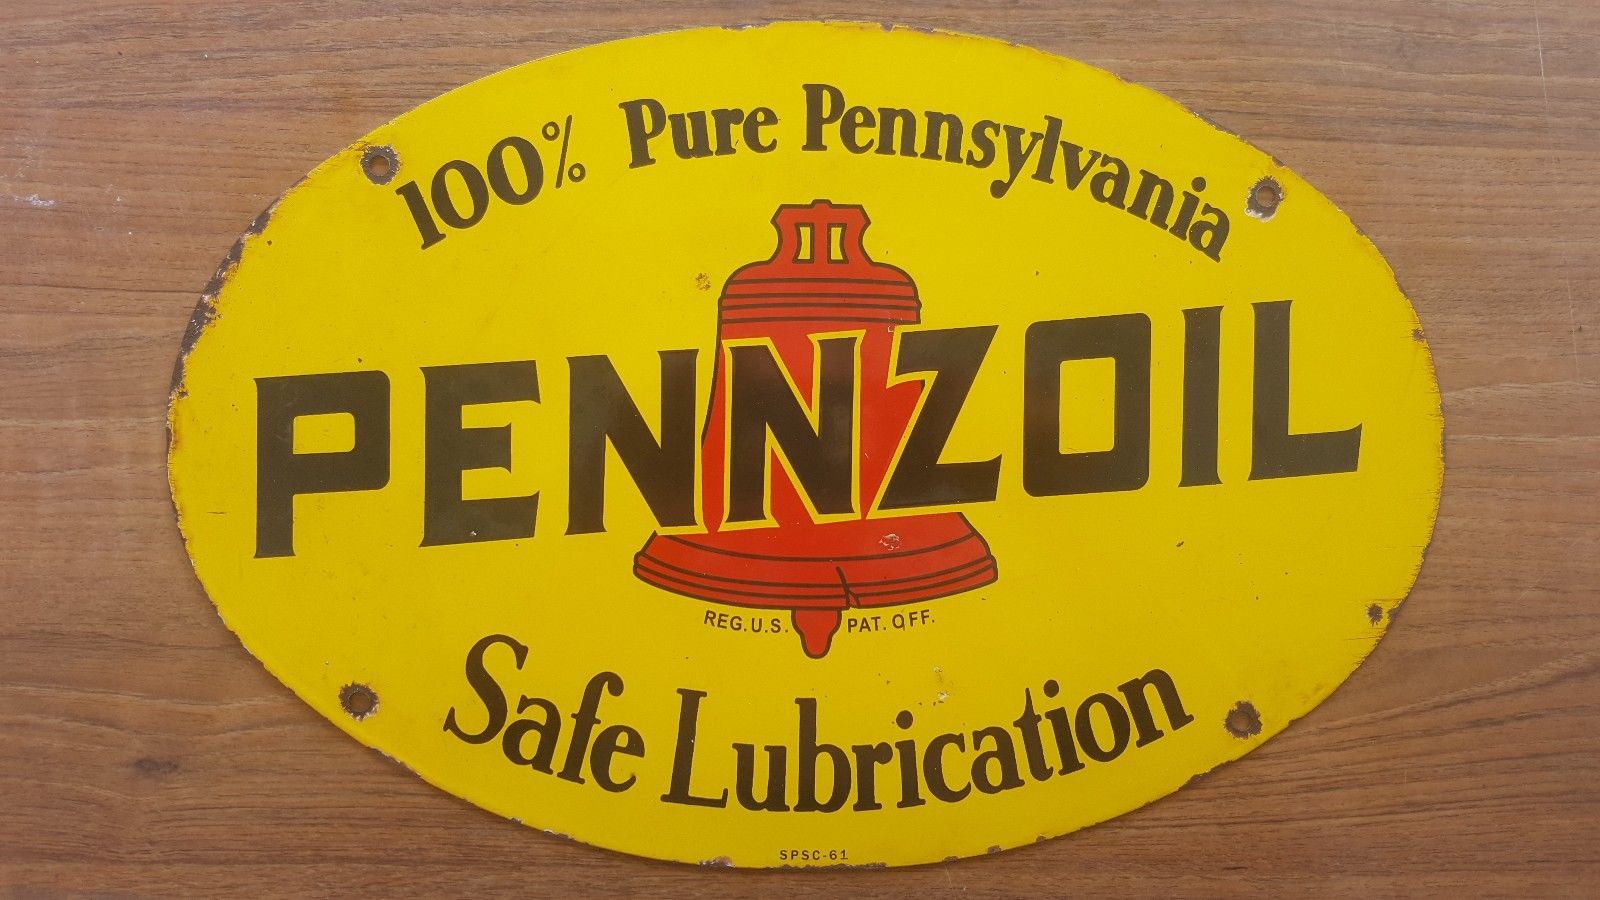 100% Pure Pennsylvania
PENNZOIL
REG. U.S. PAT. OFF.
Safe Lubrication
SPSC-61